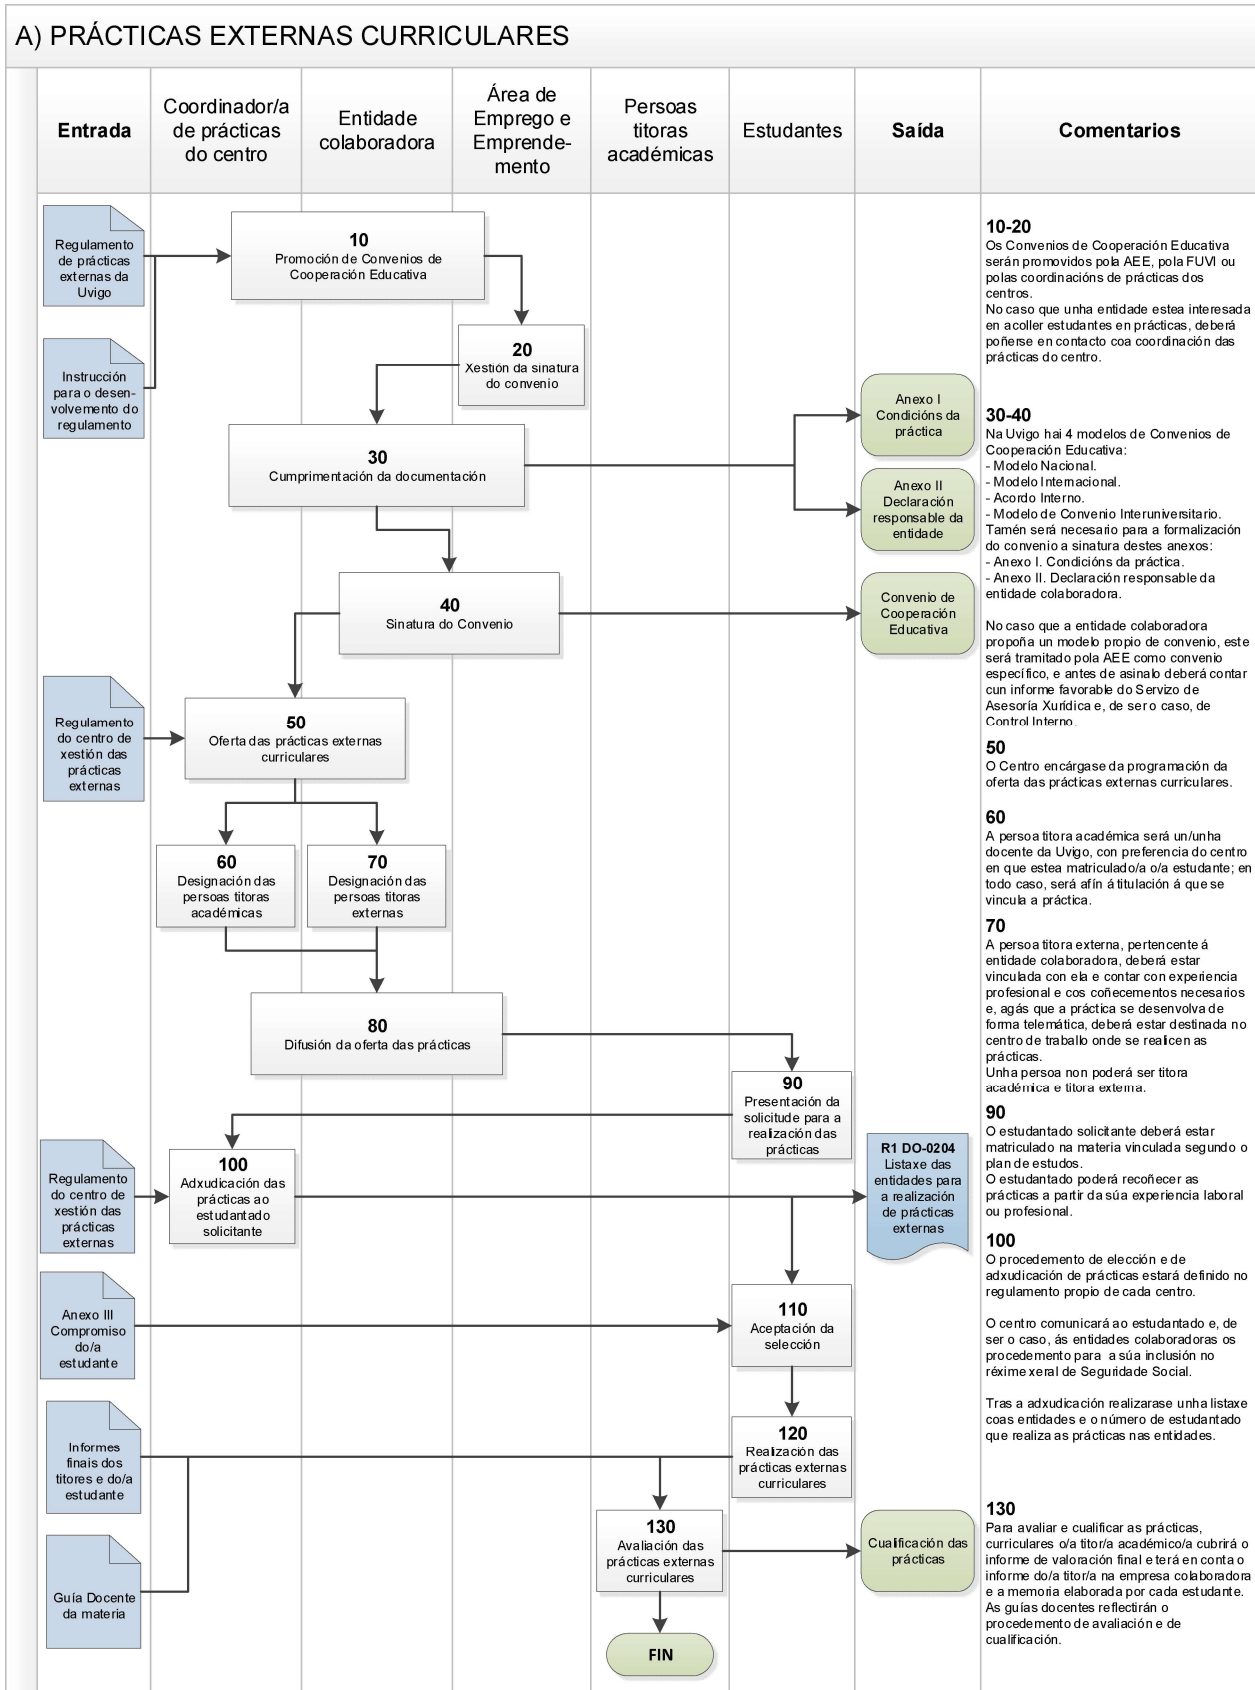 A) PRÁCTICAS EXTERNAS CURRICULARES
Entrada
Coordinador/a
de prácticas
do centro
Entidade
colaboradora
Área de
Emprego e
Emprende-
mento
Persoas
titoras
académicas
Estudantes
Saída
Comentarios
Regulamento
de prácticas
externas da
Uvigo
Instrucción
para o desen-
volvemento do
regulamento
10
Promoción de Convenios de
Cooperación Educativa
20
Xestión da sinatura
do convenio
30
Cumprimentación da documentación
Anexo I
Condicións da
práctica
Anexo II
Declaración
responsable da
entidade
40
Sinatura do Convenio
Convenio de
Cooperación
Educativa
Regulamento
do centro de
xestión das
prácticas
externas
50
Oferta das prácticas externas
curriculares
60
Designación das
persoas titoras
académicas
70
Designación das
persoas titoras
externas
80
Difusión da oferta das prácticas
90
Presentación da
solicitude para a
realización das
prácticas
Regulamento
do centro de
xestión das
prácticas
externas
100
Adxudicación das
prácticas ao
estudantado
solicitante
R1 DO-0204
Listaxe das
entidades para
a realización
de prácticas
externas
Anexo III
Compromiso
do/a
estudante
110
Aceptación da
selección
Informes
finais dos
titores e do/a
estudante
120
Realización das
prácticas externas
curriculares
Guía Docente
da materia
130
Avaliación das
prácticas externas
curriculares
Cualificación das
prácticas
FIN
10-20
Os Convenios de Cooperación Educativa
serán promovidos pola AEE, pola FUVI ou
polas coordinacións de prácticas dos
centros.
No caso que unha entidade estea interesada
en acoller estudantes en prácticas, deberá
poñerse en contacto coa coordinación das
prácticas do centro.
30-40
Na Uvigo hai 4 modelos de Convenios de
Cooperación Educativa:
- Modelo Nacional.
- Modelo Internacional.
- Acordo Interno.
- Modelo de Convenio Interuniversitario.
Tamén será necesario para a formalización
do convenio a sinatura destes anexos:
- Anexo I. Condicións da práctica.
- Anexo II. Declaración responsable da
entidade colaboradora.
No caso que a entidade colaboradora
propoña un modelo propio de convenio, este
será tramitado pola AEE como convenio
específico, e antes de asinalo deberá contar
cun informe favorable do Servizo de
Asesoría Xurídica e, de ser o caso, de
Control Interno.
50
O Centro encárgase da programación da
oferta das prácticas externas curriculares.
60
A persoa titora académica será un/unha
docente da Uvigo, con preferencia do centro
en que estea matriculado/a o/a estudante; en
todo caso, será afín á titulación á que se
vincula a práctica.
70
A persoa titora externa, pertencente á
entidade colaboradora, deberá estar
vinculada con ela e contar con experiencia
profesional e cos coñecementos necesarios
e, agás que a práctica se desenvolva de
forma telemática, deberá estar destinada no
centro de traballo onde se realicen as
prácticas.
Unha persoa non poderá ser titora
académica e titora externa.
90
O estudantado solicitante deberá estar
matriculado na materia vinculada segundo o
plan de estudos.
O estudantado poderá recoñecer as
prácticas a partir da súa experiencia laboral
ou profesional.
100
O procedemento de elección e de
adxudicación de prácticas estará definido no
regulamento propio de cada centro.
O centro comunicará ao estudantado e, de
ser o caso, ás entidades colaboradoras os
procedemento para a súa inclusión no
réxime xeral de Seguridade Social.
Tras a adxudicación realizarase unha listaxe
coas entidades e o número de estudantado
que realiza as prácticas nas entidades.
130
Para avaliar e cualificar as prácticas,
curriculares o/a titor/a académico/a cubrirá o
informe de valoración final e terá en conta o
informe do/a titor/a na empresa colaboradora
e a memoria elaborada por cada estudante.
As guías docentes reflectirán o
procedemento de avaliación e de
cualificación.